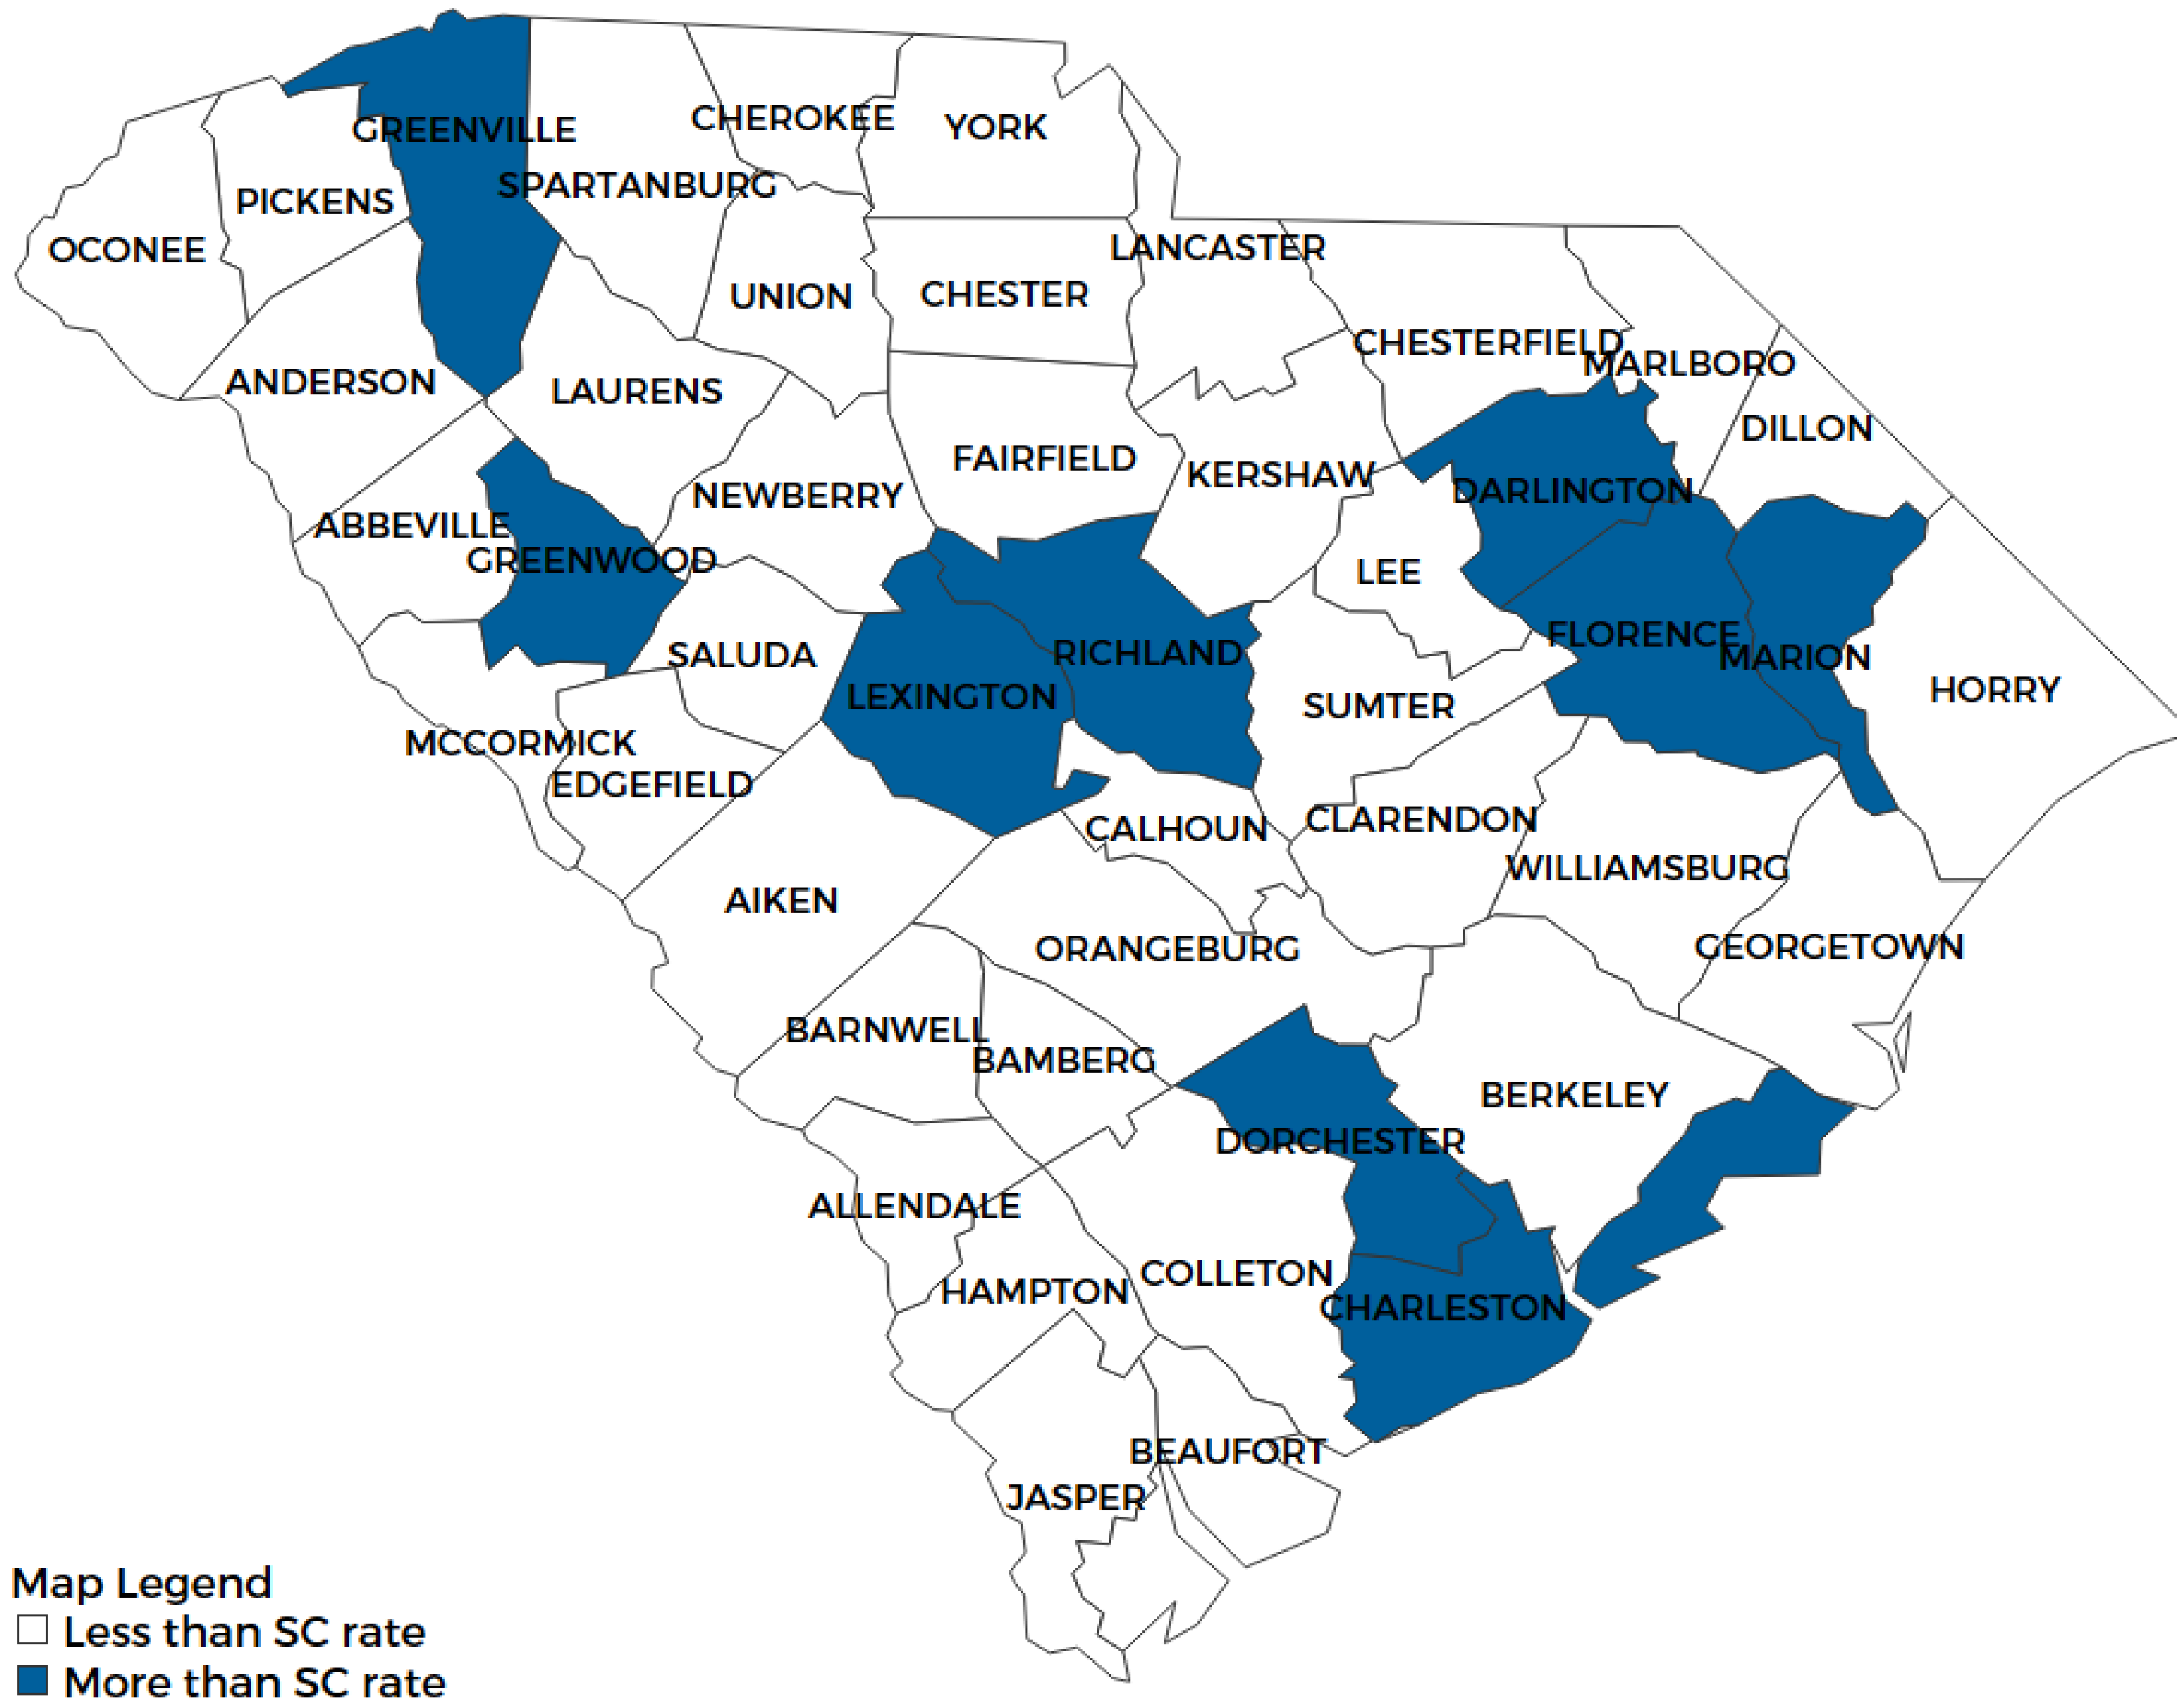 CHEROKEE
YORK
GREENVILLE
SPARTANBURG
PICKENS
OCONEE
LANCASTER
UNION
CHESTER
CHESTERFIELD
MARLBORO
ANDERSON
LAURENS
DILLON
FAIRFIELD
KERSHAW
NEWBERRY
DARLINGTON
ABBEVILLE
GREENWOOD
LEE
FLORENCE
SALUDA
RICHLAND
MARION
LEXINGTON
HORRY
SUMTER
MCCORMICK
EDGEFIELD
CALHOUN
CLARENDON
WILLIAMSBURG
AIKEN
ORANGEBURG
GEORGETOWN
BARNWELL
BAMBERG
BERKELEY
DORCHESTER
ALLENDALE
COLLETON
HAMPTON
CHARLESTON
BEAUFORT
JASPER
Map Legend
Less than SC rate
More than SC rate